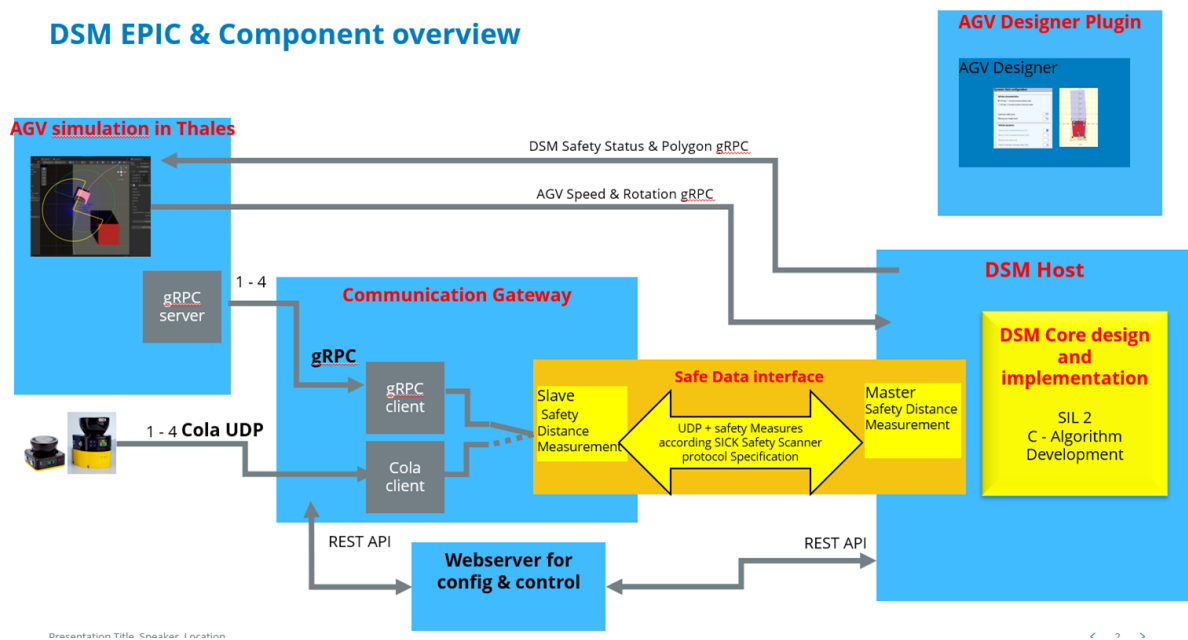 DSM EPIC & Component overview
AGV Designer Plugin
AGV Designer
AGV simulation in Thales
DSM Safety Status & Polygon gRPC
AGV Speed & Rotation gRPC
gRPC
server
1 - 4
Communication Gateway
gRPC
gRPC
client
1 - 4 Cola UDP
Cola
client
Safe Data interface
Slave
Safety
Distance
Measurement
UDP + safety Measures
according SICK Safety Scanner
protocol Specification
Master
Safety Distance
Measurement
DSM Host
DSM Core design
and
implementation
SIL 2
C - Algorithm
Development
REST API
Webserver for
config & control
REST API
Presentation Title, Speaker, Location
2